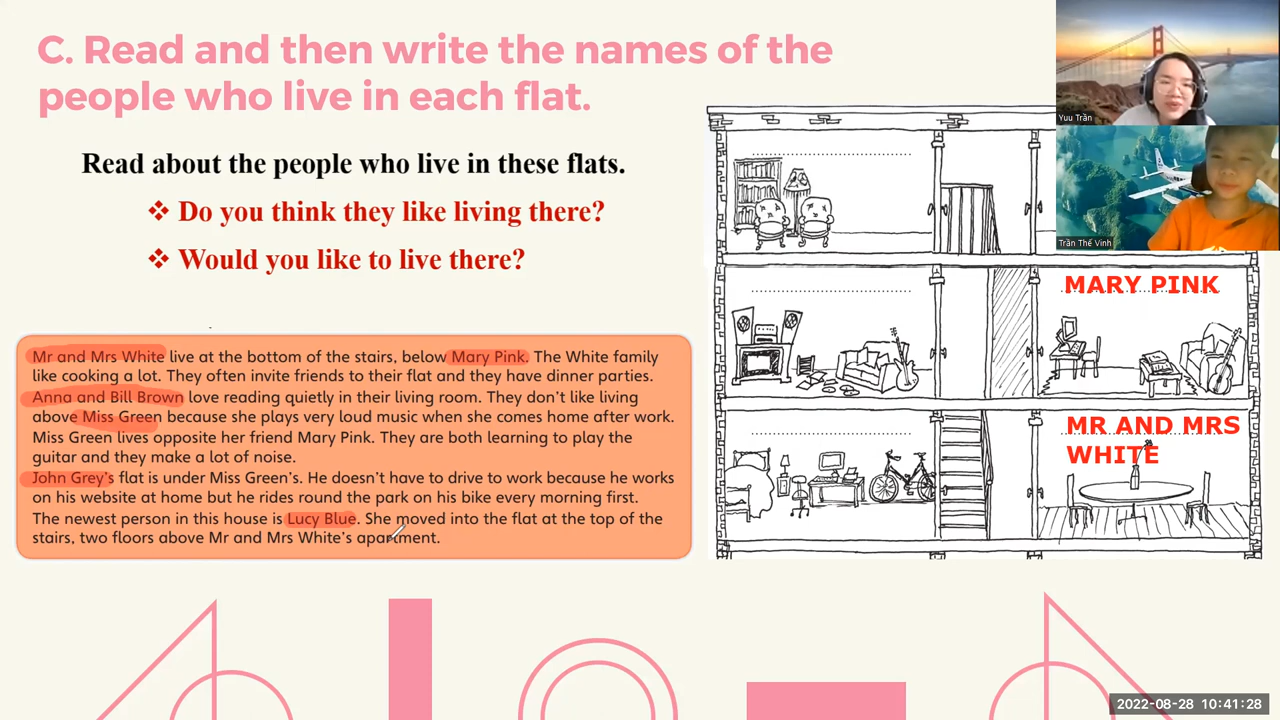 C. Read and then write the names of the
people who live in each flat.
Read about the people who live in these flats.
❖ Do you think they like living there?
❖ Would you like to live there?
Mr and Mrs White live at the bottom of the stairs, below Mary Pink. The White family
like cooking a lot. They often invite friends to their flat and they have dinner parties.
Anna and Bill Brown love reading quietly in their living room. They don't like living
above Miss Green because she plays very loud music when she comes home after work.
Miss Green lives opposite her friend Mary Pink. They are both learning to play the
guitar and they make a lot of noise.
John Grey's flat is under Miss Green's. He doesn't have to drive to work because he works
on his website at home but he rides round the park on his bike every morning first.
The newest person in this house is Lucy Blue. She moved into the flat at the top of the
stairs, two floors above Mr and Mrs White's apartment.
MARY PINK
MR AND MRS
WHITE
Yuu Trần
Trần Thế Vinh
2022-08-28 10:41:28